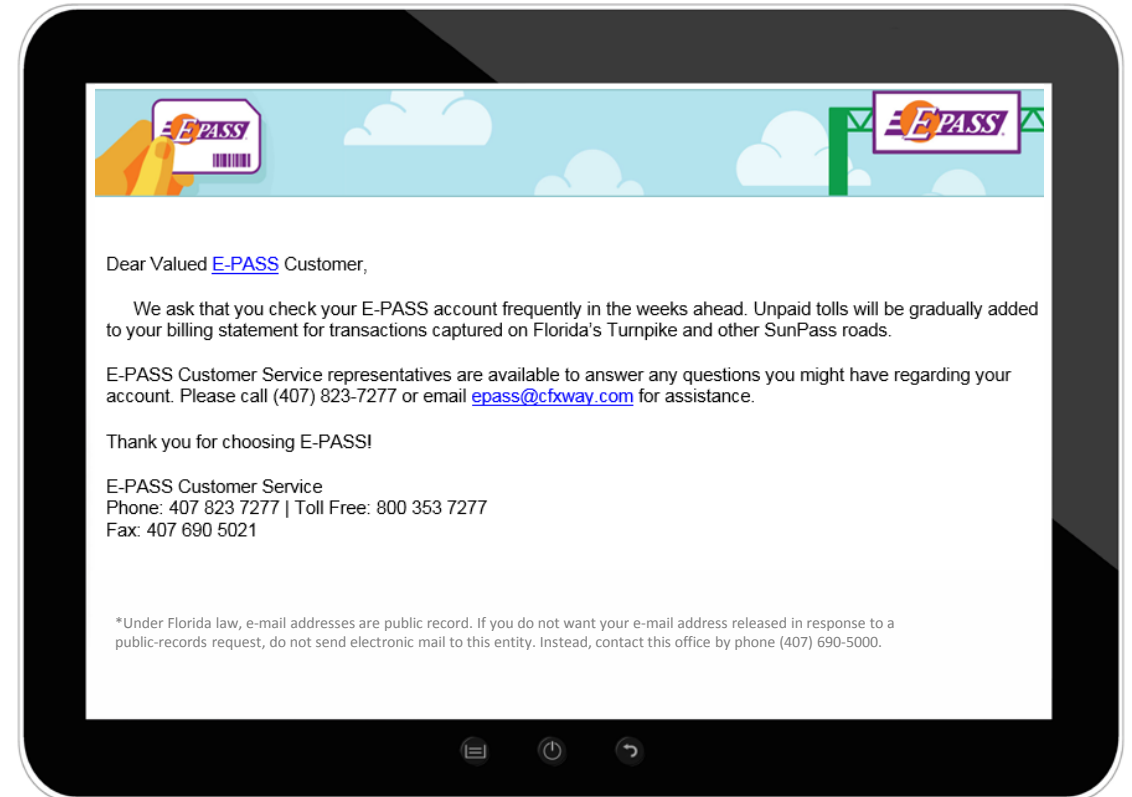 EPASS
EPASS
Dear Valued E-PASS Customer,
We ask that you check your E-PASS account frequently in the weeks ahead. Unpaid tolls will be gradually added
to your billing statement for transactions captured on Florida's Turnpike and other SunPass roads.
E-PASS Customer Service representatives are available to answer any questions you might have regarding your
account. Please call (407) 823-7277 or email epass@cfxway.com for assistance.
Thank you for choosing E-PASS!
E-PASS Customer Service
Phone: 407 823 7277 | Toll Free: 800 353 7277
Fax: 407 690 5021
*Under Florida law, e-mail addresses are public record. If you do not want your e-mail address released in response to a
public-records request, do not send electronic mail to this entity. Instead, contact this office by phone (407) 690-5000.